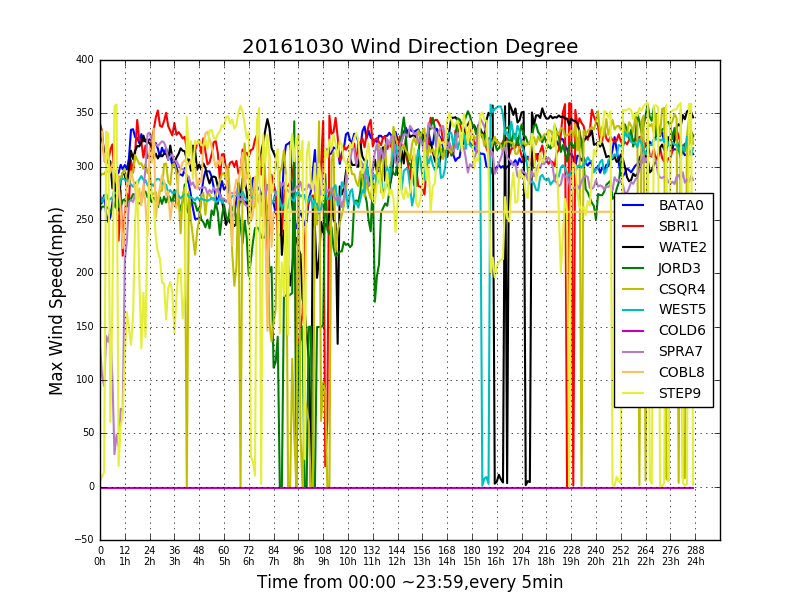 20161030 Wind Direction Degree
Max Wind Speed(mph)
400
350
300
250
200
150
100
50
0
−50
BATA0
SBRI1
WATE2
JORD3
CSQR4
WEST5
COLD6
SPRA7
COBL8
STEP9
0 12 24 36 48 60 72 84 96 108 120 132 144 156 168 180 192 204 216 228 240 252 264 276 288
0h 1h 2h 3h 4h 5h 6h 7h 8h 9h 10h 11h 12h 13h 14h 15h 16h 17h 18h 19h 20h 21h 22h 23h 24h
Time from 00:00 ~23:59,every 5min